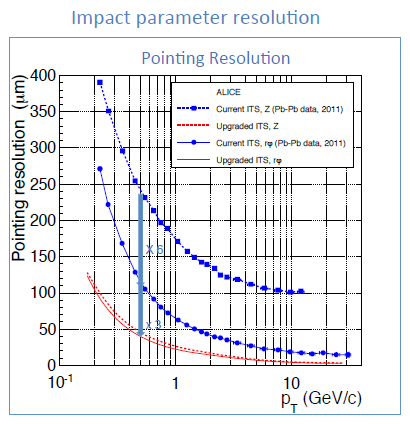 Impact parameter resolution
Pointing Resolution
Pointing resolution (μm)
400
350
300
250
200
150
100
50
0
ALICE
Current ITS, Z (Pb-Pb data, 2011)
Upgraded ITS, Z
Current ITS, rφ (Pb-Pb data, 2011)
Upgraded ITS, rφ
X 6
x 3
10⁻¹
1
10
p_T (GeV/c)